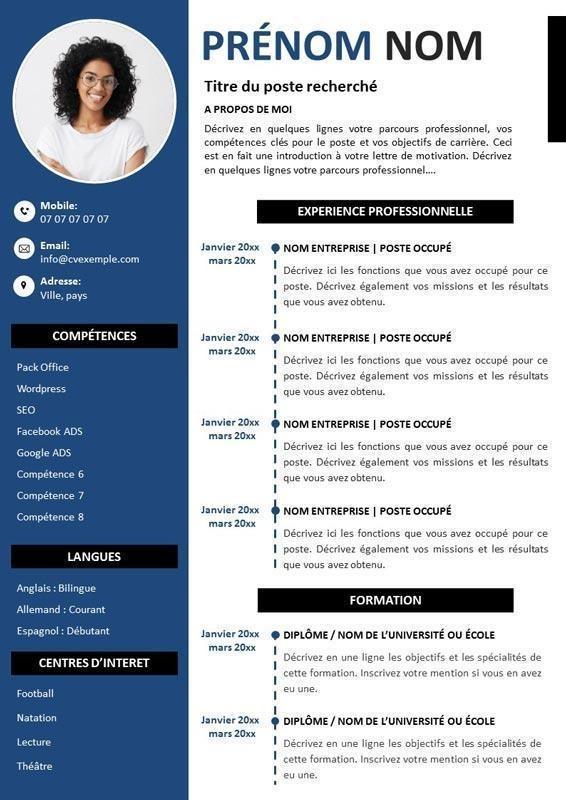 PRÉNOM NOM
Titre du poste recherché
A PROPOS DE MOI
Décrivez en quelques lignes votre parcours professionnel, vos
compétences clés pour le poste et vos objectifs de carrière. Ceci
est en fait une introduction à votre lettre de motivation. Décrivez
en quelques lignes votre parcours professionnel....
Mobile:
07 07 07 07 07
Email:
info@cvexemple.com
Adresse:
Ville, pays
COMPÉTENCES
Pack Office
Wordpress
SEO
Facebook ADS
Google ADS
Compétence 6
Compétence 7
Compétence 8
LANGUES
Anglais : Bilingue
Allemand : Courant
Espagnol : Débutant
CENTRES D'INTERET
Football
Natation
Lecture
Théâtre
EXPERIENCE PROFESSIONNELLE
Janvier 20xx
mars 20xx
NOM ENTREPRISE | POSTE OCCUPÉ
Décrivez ici les fonctions que vous avez occupé pour ce
poste. Décrivez également vos missions et les résultats
que vous avez obtenu.
Janvier 20xx
mars 20xx
NOM ENTREPRISE | POSTE OCCUPÉ
Décrivez ici les fonctions que vous avez occupé pour ce
poste. Décrivez également vos missions et les résultats
que vous avez obtenu.
Janvier 20xx
mars 20xx
NOM ENTREPRISE | POSTE OCCUPÉ
Décrivez ici les fonctions que vous avez occupé pour ce
poste. Décrivez également vos missions et les résultats
que vous avez obtenu.
Janvier 20xx
mars 20xx
NOM ENTREPRISE | POSTE OCCUPÉ
Décrivez ici les fonctions que vous avez occupé pour ce
poste. Décrivez également vos missions et les résultats
que vous avez obtenu.
FORMATION
Janvier 20xx
mars 20xx
DIPLÔME / NOM DE L'UNIVERSITÉ OU ÉCOLE
Décrivez en une ligne les objectifs et les spécialités de
cette formation. Inscrivez votre mention si vous en avez
eu une.
Janvier 20xx
mars 20xx
DIPLÔME / NOM DE L'UNIVERSITÉ OU ÉCOLE
Décrivez en une ligne les objectifs et les spécialités de
cette formation. Inscrivez votre mention si vous en avez
eu une.